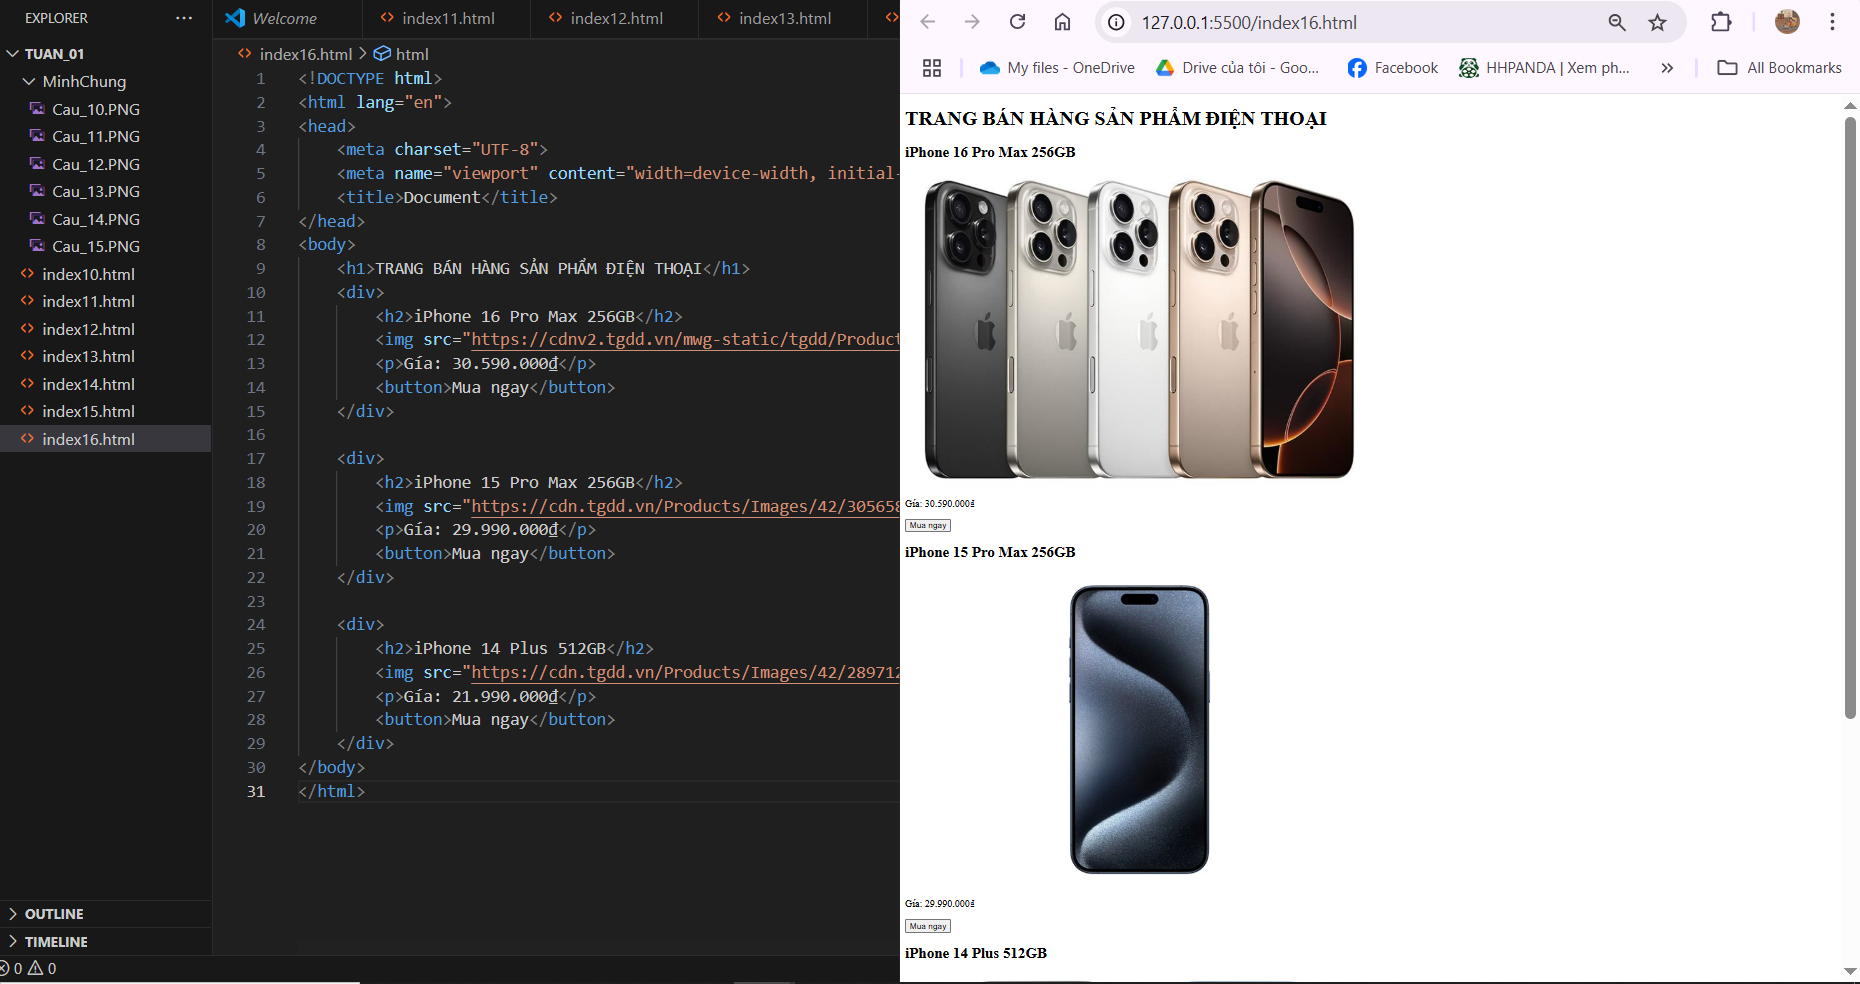 EXPLORER
TUAN_01
MinhChung
Cau_10.PNG
Cau_11.PNG
Cau_12.PNG
Cau_13.PNG
Cau_14.PNG
Cau_15.PNG
index10.html
index11.html
index12.html
index13.html
index14.html
index15.html
index16.html
OUTLINE
TIMELINE
0 0
Welcome index11.html index12.html index13.html
index16.html > html
1 <!DOCTYPE html>
2 <html lang="en">
3 <head>
4 <meta charset="UTF-8">
5 <meta name="viewport" content="width=device-width, initial-
6 <title>Document</title>
7 </head>
8 <body>
9 <h1>TRANG BÁN HÀNG SẢN PHẨM ĐIỆN THOẠI</h1>
10 <div>
11 <h2>iPhone 16 Pro Max 256GB</h2>
12 <img src="https://cdnv2.tgdd.vn/mwg-static/tgdd/Product
13 <p>Gía: 30.590.000₫</p>
14 <button>Mua ngay</button>
15 </div>
16
17 <div>
18 <h2>iPhone 15 Pro Max 256GB</h2>
19 <img src="https://cdn.tgdd.vn/Products/Images/42/305658
20 <p>Gía: 29.990.000₫</p>
21 <button>Mua ngay</button>
22 </div>
23
24 <div>
25 <h2>iPhone 14 Plus 512GB</h2>
26 <img src="https://cdn.tgdd.vn/Products/Images/42/289712
27 <p>Gía: 21.990.000₫</p>
28 <button>Mua ngay</button>
29 </div>
30 </body>
31 </html>
127.0.0.1:5500/index16.html
My files - OneDrive Drive của tôi - Goo... Facebook HHPANDA | Xem ph... » All Bookmarks
TRANG BÁN HÀNG SẢN PHẨM ĐIỆN THOẠI
iPhone 16 Pro Max 256GB
Gía: 30.590.000₫
Mua ngay
iPhone 15 Pro Max 256GB
Gía: 29.990.000₫
Mua ngay
iPhone 14 Plus 512GB